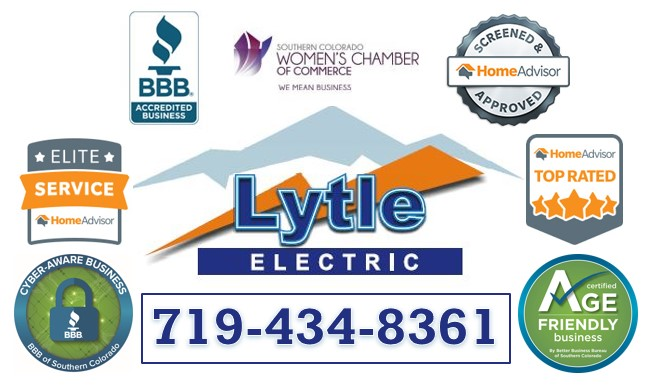 BBB
ACCREDITED
BUSINESS
SOUTHERN COLORADO
WOMEN'S CHAMBER
OF COMMERCE
WE MEAN BUSINESS
SCREENED &
HomeAdvisor
APPROVED
ELITE
SERVICE
HomeAdvisor
HomeAdvisor
TOP RATED
Lytle
ELECTRIC
CYBER-AWARE BUSINESS
BBB
BBB of Southern Colorado
719-434-8361
certified
AGE
FRIENDLY
business
By Better Business Bureau
of Southern Colorado